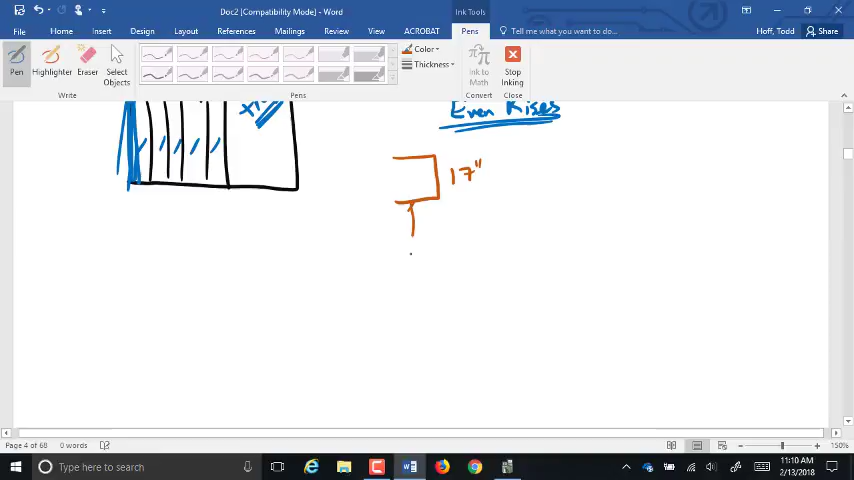 Doc2 [Compatibility Mode] - Word
Ink Tools
Hoff, Todd
File
Home
Insert
Design
Layout
References
Mailings
Review
View
ACROBAT
Pens
Tell me what you want to do...
Share
Pen
Highlighter
Eraser
Select Objects
Color
Thickness
Ink to Math
Stop Inking
Write
Pens
Convert
Close
Even Rises
17"
Page 4 of 68
0 words
150%
Type here to search
11:10 AM
2/13/2018